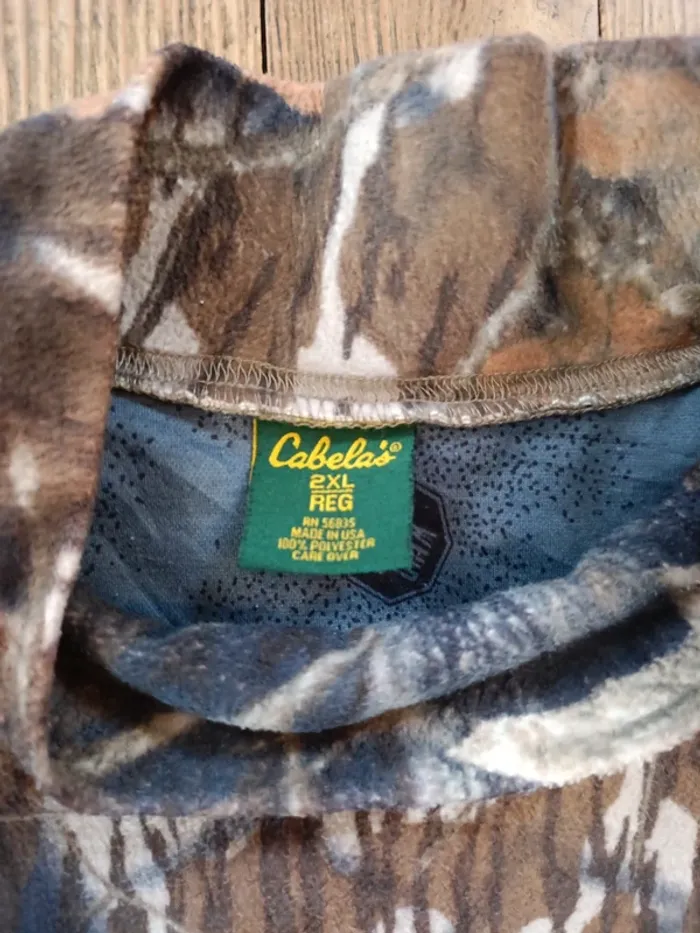 Cabela's®
2XL
REG
RN 56835
MADE IN USA
100% POLYESTER
CARE OVER